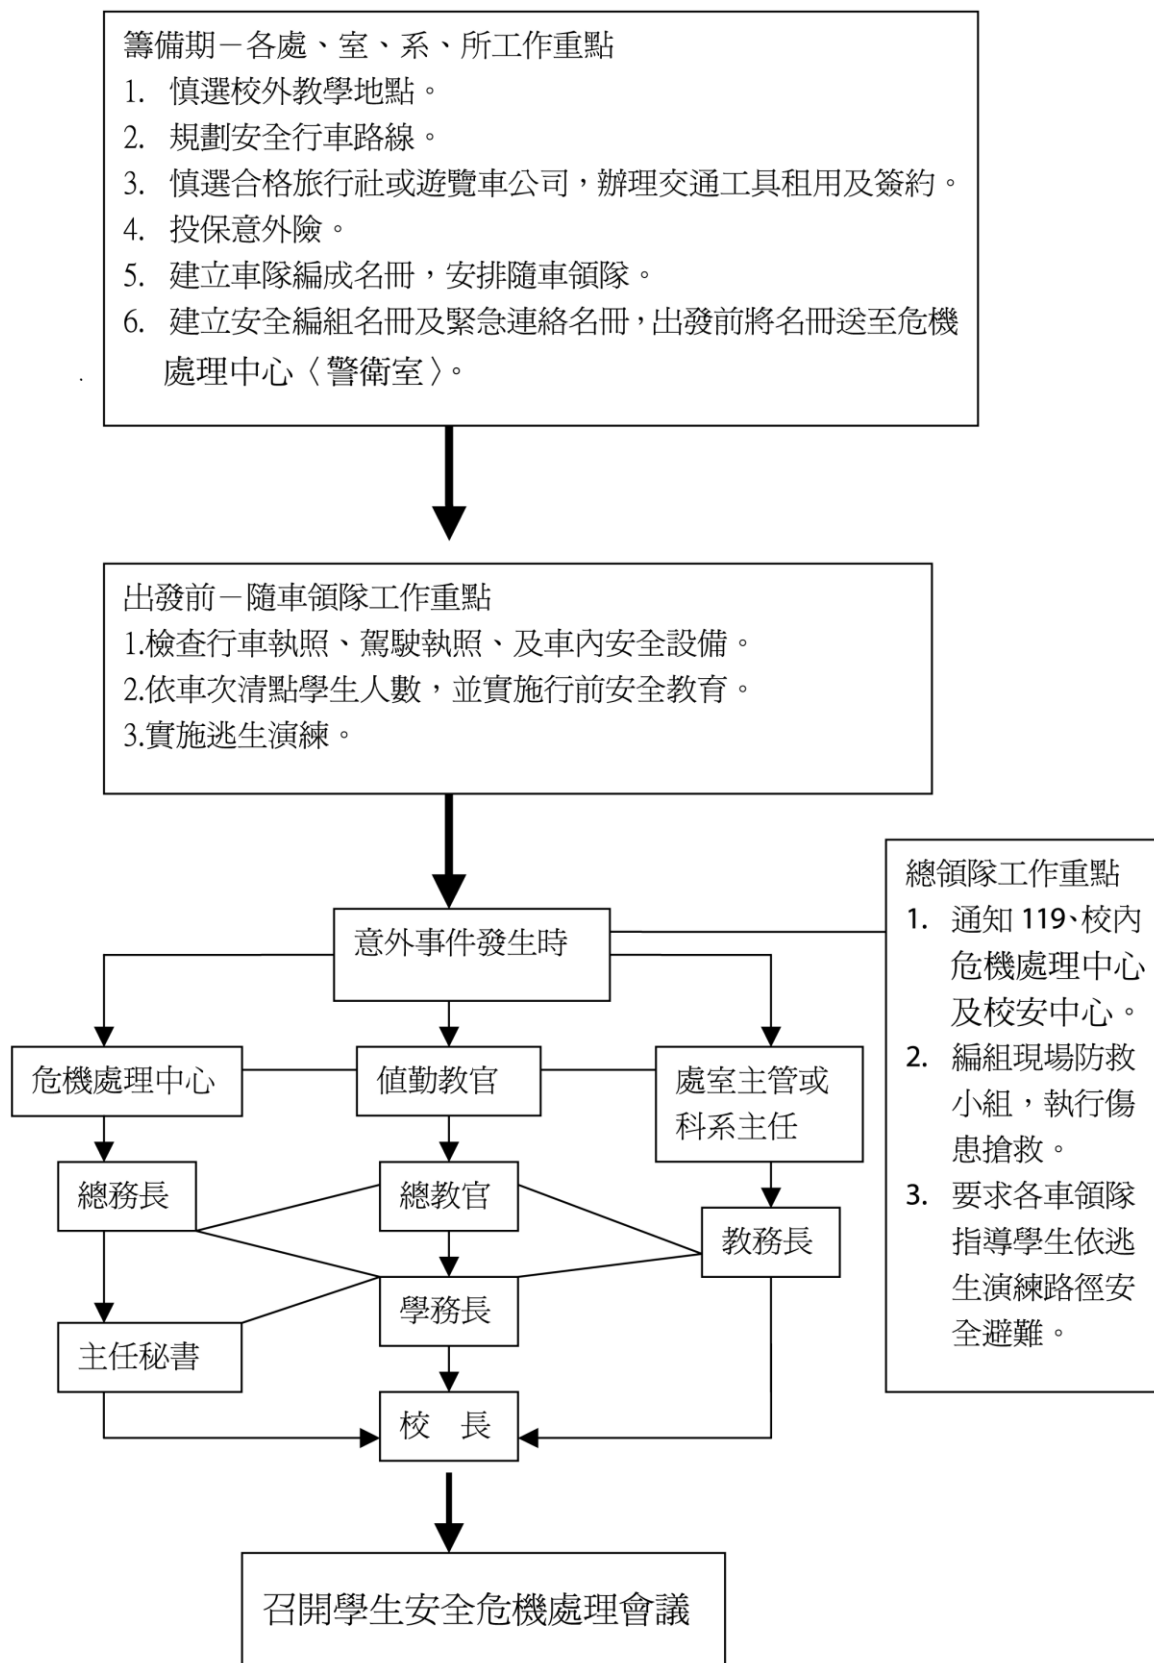 籌備期－各處、室、系、所工作重點
1. 慎選校外教學地點。
2. 規劃安全行車路線。
3. 慎選合格旅行社或遊覽車公司，辦理交通工具租用及簽約。
4. 投保意外險。
5. 建立車隊編成名冊，安排隨車領隊。
6. 建立安全編組名冊及緊急連絡名冊，出發前將名冊送至危機
處理中心〈警衛室〉。
出發前－隨車領隊工作重點
1.檢查行車執照、駕駛執照、及車內安全設備。
2.依車次清點學生人數，並實施行前安全教育。
3.實施逃生演練。
總領隊工作重點
1. 通知 119、校內
危機處理中心
及校安中心。
2. 編組現場防救
小組，執行傷
患搶救。
3. 要求各車領隊
指導學生依逃
生演練路徑安
全避難。
意外事件發生時
危機處理中心
值勤教官
處室主管或
科系主任
總務長
總教官
教務長
學務長
主任秘書
校　長
召開學生安全危機處理會議